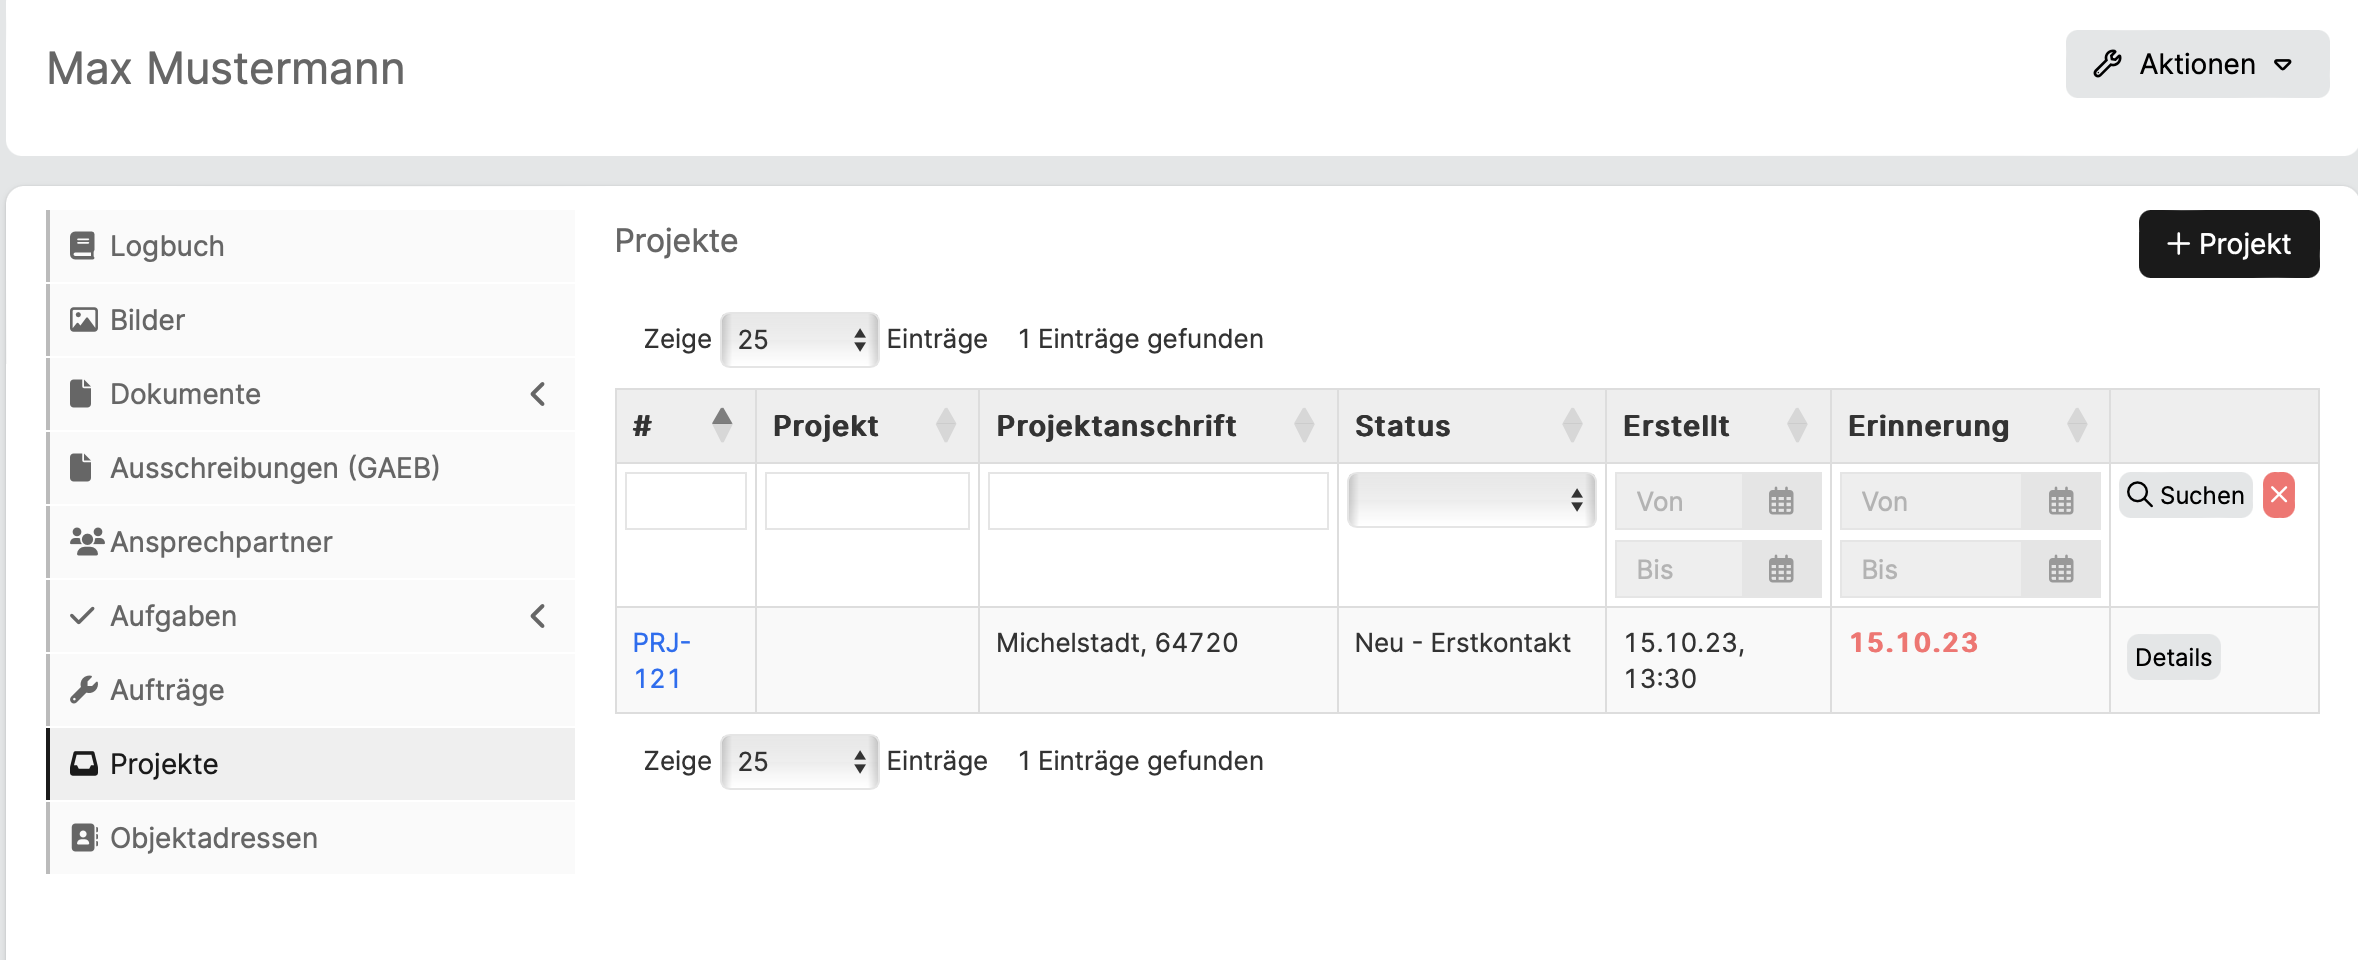 Max Mustermann
Aktionen
Logbuch
Bilder
Dokumente
Ausschreibungen (GAEB)
Ansprechpartner
Aufgaben
Aufträge
Projekte
Objektadressen
Projekte
+ Projekt
Zeige 25 Einträge 1 Einträge gefunden
# Projekt Projektanschrift Status Erstellt Erinnerung
Von Von Suchen
Bis Bis
PRJ- Michelstadt, 64720 Neu - Erstkontakt 15.10.23, 15.10.23 Details
121 13:30
Zeige 25 Einträge 1 Einträge gefunden